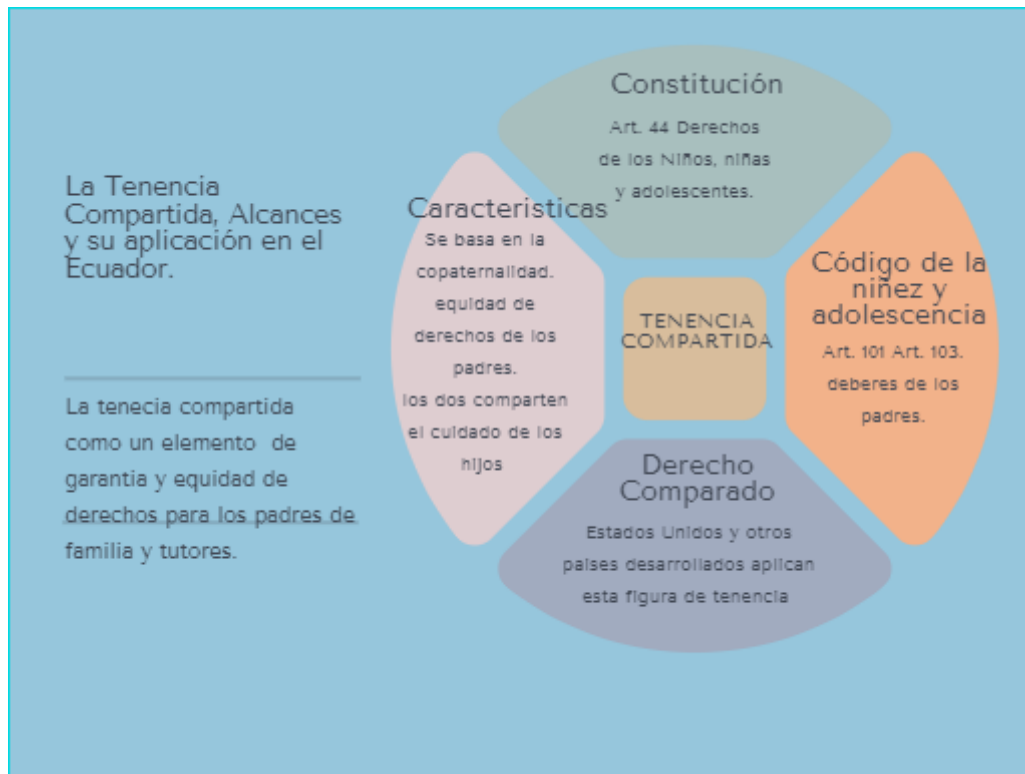 La Tenencia
Compartida, Alcances
y su aplicación en el
Ecuador.
La tenecia compartida
como un elemento de
garantia y equidad de
derechos para los padres de
familia y tutores.
Constitución
Art. 44 Derechos
de los Niños, niñas
y adolescentes.
Caracteristicas
Se basa en la
copaternalidad.
equidad de
derechos de los
padres.
los dos comparten
el cuidado de los
hijos
TENENCIA
COMPARTIDA
Código de la
niñez y
adolescencia
Art. 101 Art. 103.
deberes de los
padres.
Derecho
Comparado
Estados Unidos y otros
países desarrollados aplican
esta figura de tenencia